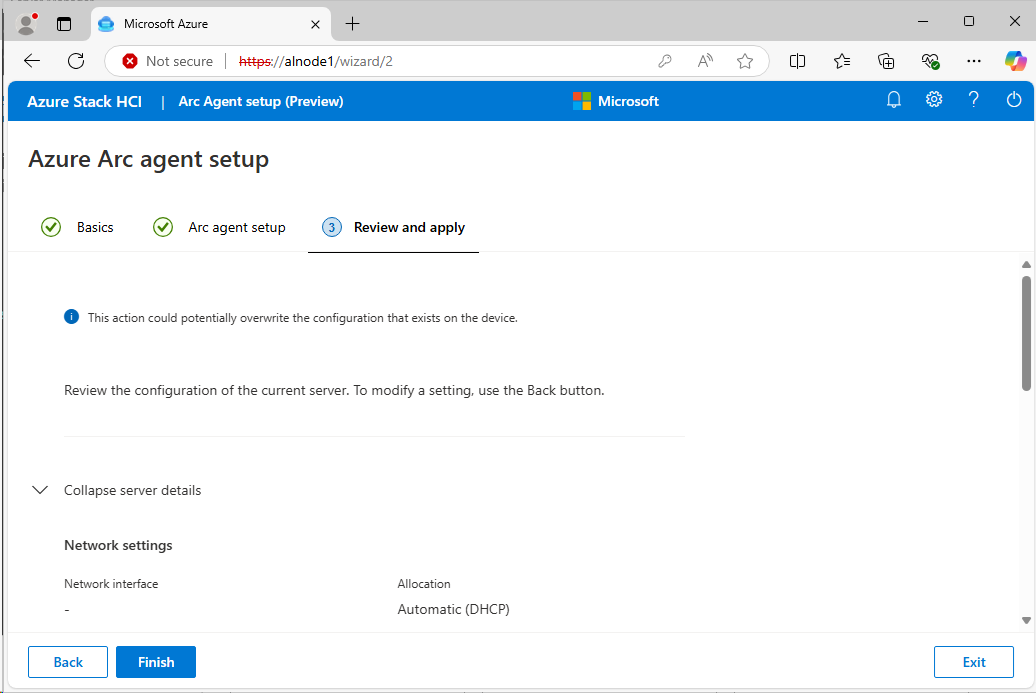 Microsoft Azure
Not secure
https://alnode1/wizard/2
Azure Stack HCI | Arc Agent setup (Preview)
Microsoft
Azure Arc agent setup
Basics
Arc agent setup
3 Review and apply
This action could potentially overwrite the configuration that exists on the device.
Review the configuration of the current server. To modify a setting, use the Back button.
Collapse server details
Network settings
Network interface
Allocation
-
Automatic (DHCP)
Back
Finish
Exit